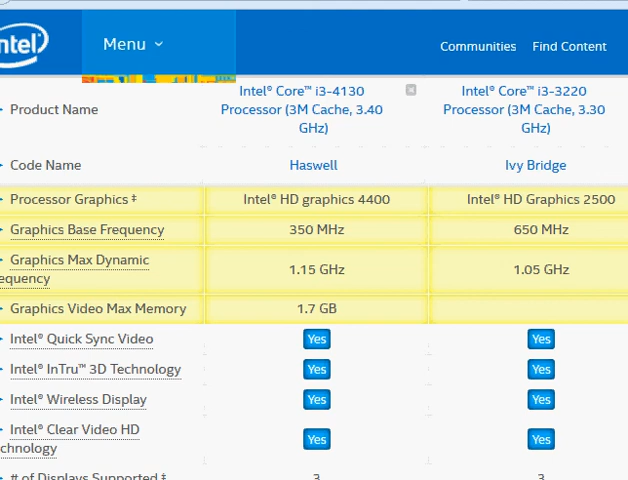 intel
Menu
Communities Find Content
Product Name
Intel® Core™ i3-4130
Processor (3M Cache, 3.40
GHz)
Intel® Core™ i3-3220
Processor (3M Cache, 3.30
GHz)
Code Name Haswell Ivy Bridge
Processor Graphics ‡ Intel® HD graphics 4400 Intel® HD Graphics 2500
Graphics Base Frequency 350 MHz 650 MHz
Graphics Max Dynamic
equency 1.15 GHz 1.05 GHz
Graphics Video Max Memory 1.7 GB
Intel® Quick Sync Video Yes Yes
Intel® InTru™ 3D Technology Yes Yes
Intel® Wireless Display Yes Yes
Intel® Clear Video HD
chnology Yes Yes
# of Displays Supported ‡ 3 3